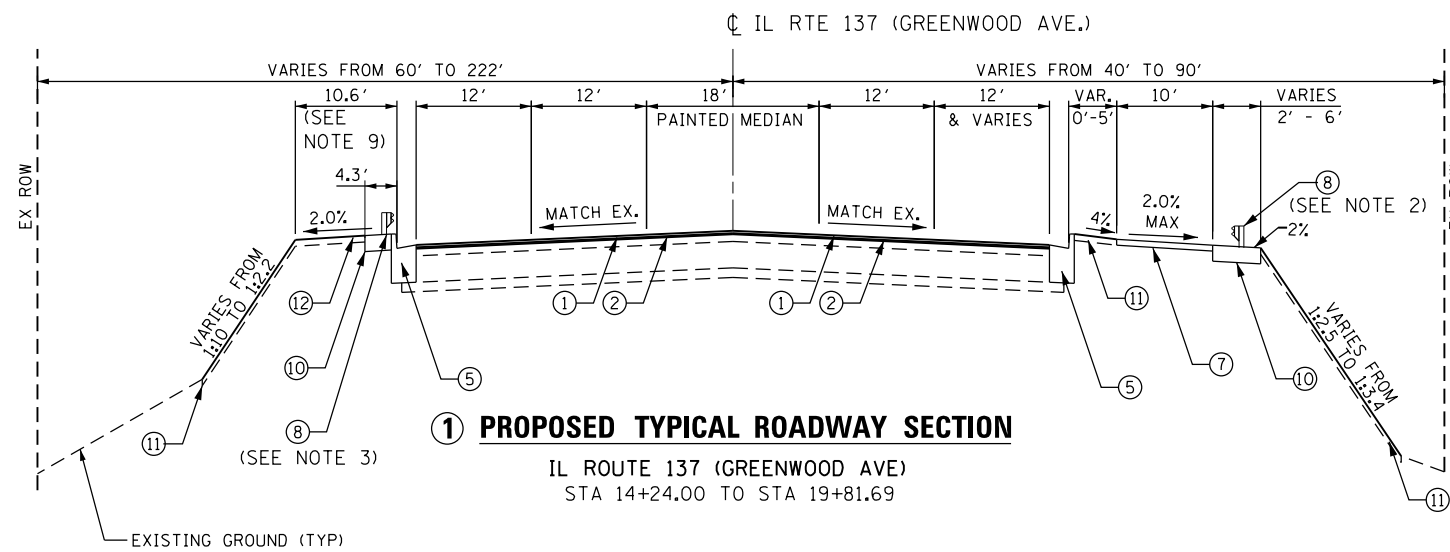 ℄ IL RTE 137 (GREENWOOD AVE.)
VARIES FROM 60' TO 222'
VARIES FROM 40' TO 90'
10.6'
12'
12'
18'
12'
12'
VAR.
10'
VARIES
(SEE
NOTE 9)
PAINTED MEDIAN
& VARIES
0'-5'
2' - 6'
EX ROW
4.3'
8
(SEE NOTE 2)
2.0%
MATCH EX.
MATCH EX.
4%
2.0%
MAX
2%
VARIES FROM
1:10 TO 1:2.2
12
1
2
1
2
11
7
VARIES FROM
1:2.5 TO 1:3.4
10
5
5
10
11
8
(SEE NOTE 3)
11
1 PROPOSED TYPICAL ROADWAY SECTION
IL ROUTE 137 (GREENWOOD AVE)
STA 14+24.00 TO STA 19+81.69
EXISTING GROUND (TYP)